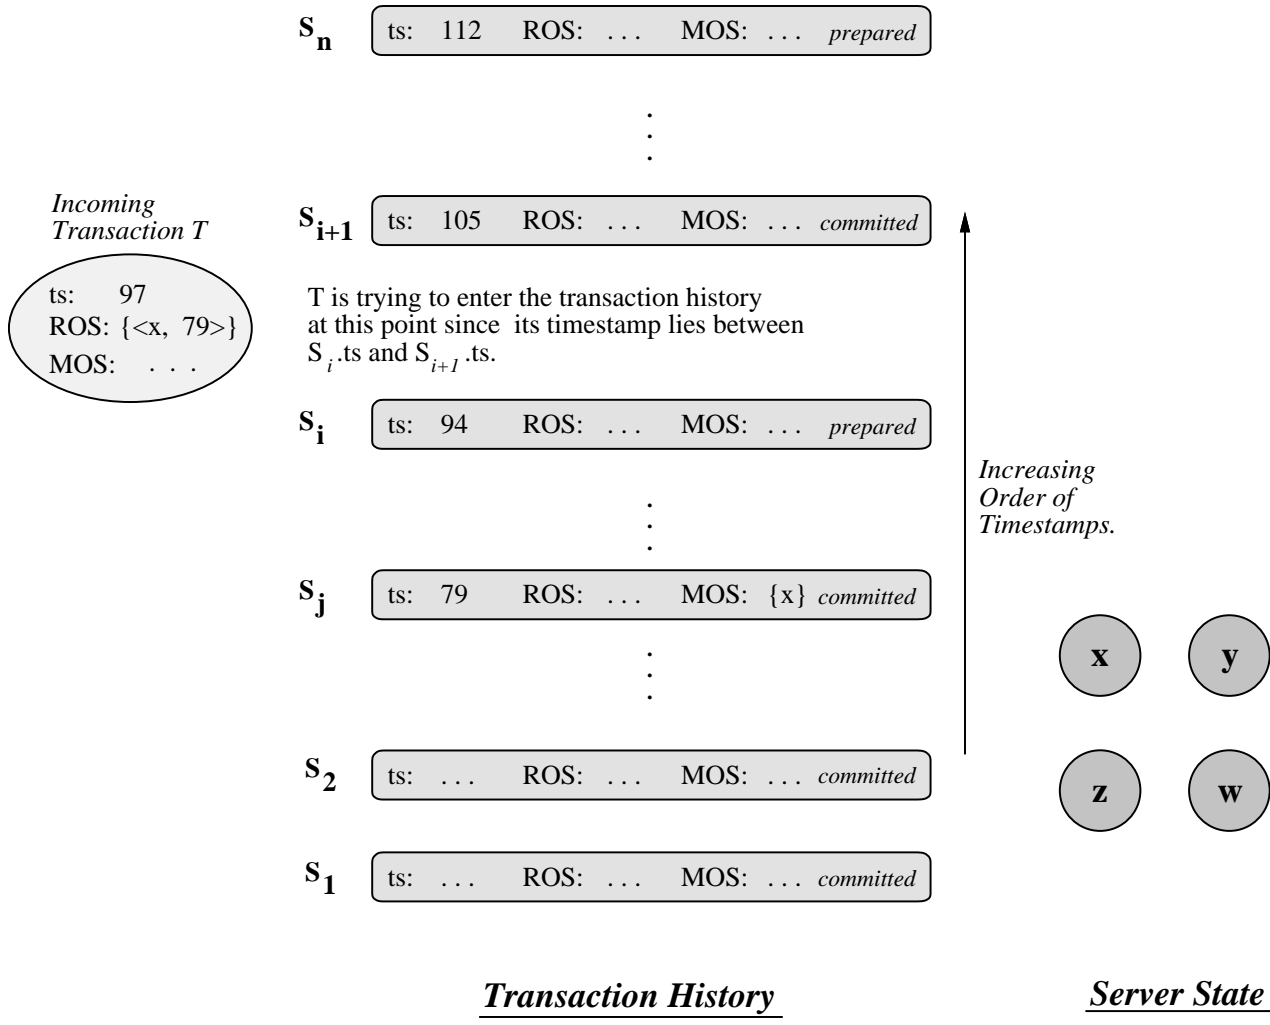 S_n ts: 112 ROS: . . . MOS: . . . prepared
.
.
.
Incoming
Transaction T
ts: 97
ROS: {<x, 79>}
MOS: . . .
S_{i+1} ts: 105 ROS: . . . MOS: . . . committed
T is trying to enter the transaction history
at this point since its timestamp lies between
S_i .ts and S_{i+1} .ts.
S_i ts: 94 ROS: . . . MOS: . . . prepared
.
.
.
Increasing
Order of
Timestamps.
S_j ts: 79 ROS: . . . MOS: {x} committed
.
.
.
x y
S_2 ts: . . . ROS: . . . MOS: . . . committed
z w
S_1 ts: . . . ROS: . . . MOS: . . . committed
Transaction History
Server State